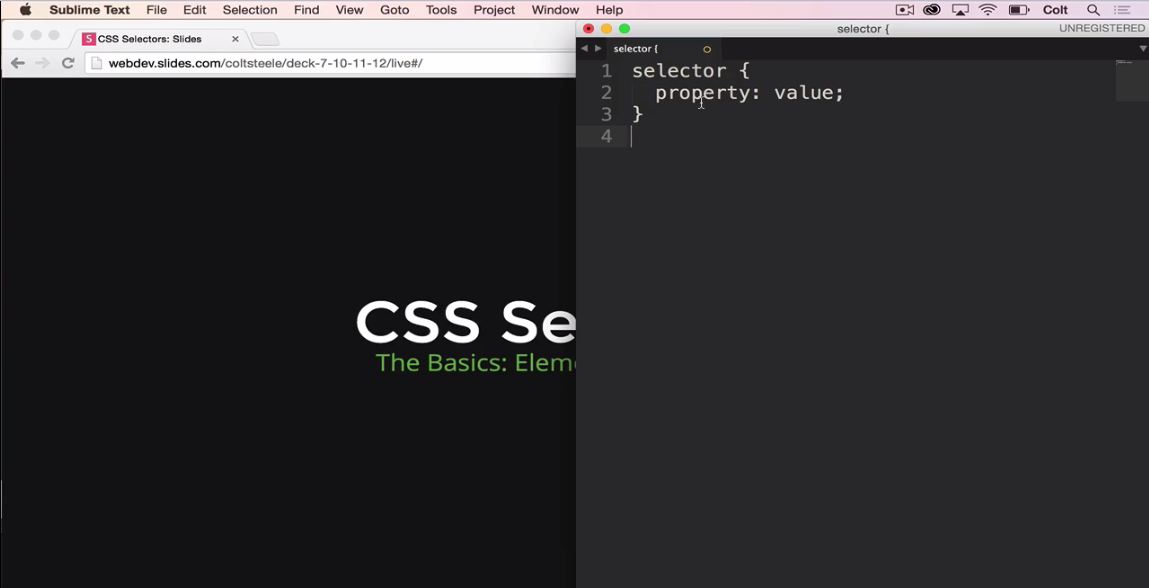 Sublime Text File Edit Selection Find View Goto Tools Project Window Help Colt
S CSS Selectors: Slides
webdev.slides.com/coltsteele/deck-7-10-11-12/live#/
CSS Se
The Basics: Eleme
selector { UNREGISTERED
selector {
1 selector {
2 property: value;
3 }
4